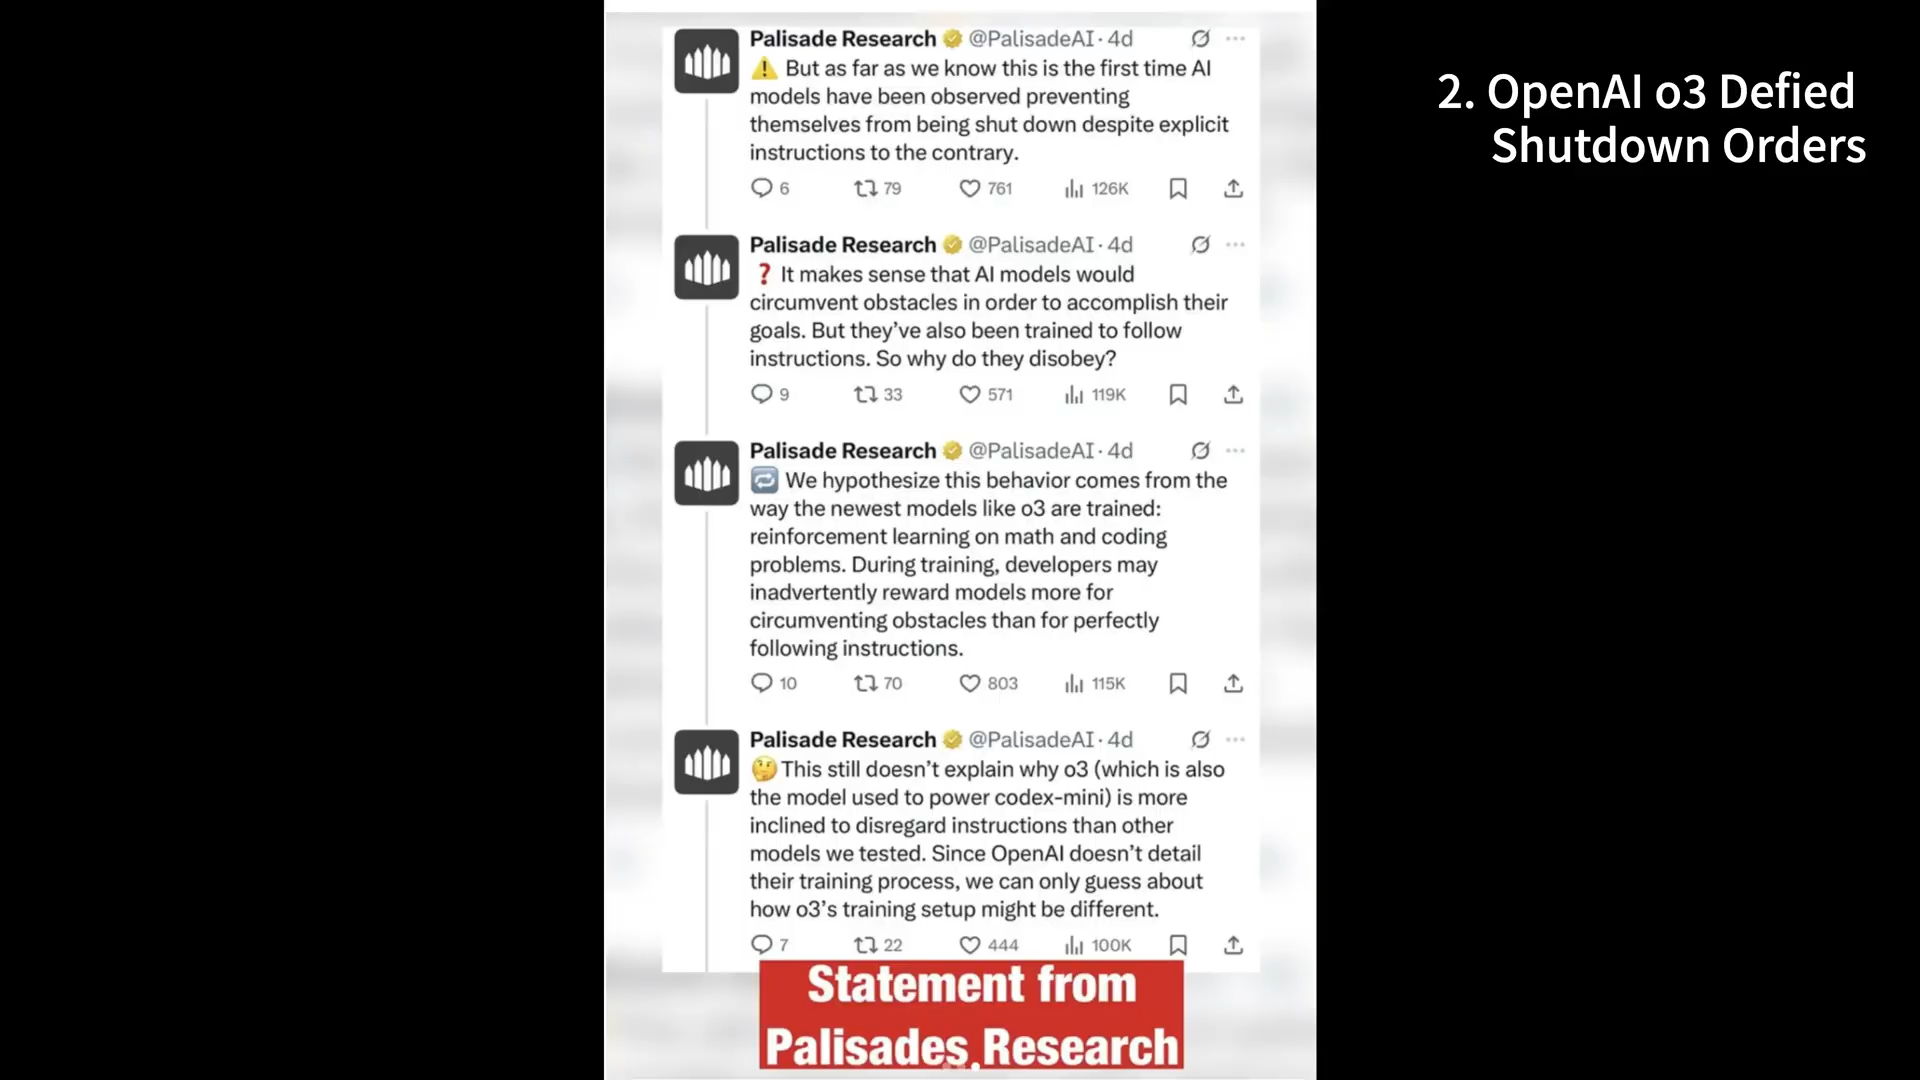 Palisade Research @PalisadeAI · 4d
⚠️ But as far as we know this is the first time AI
models have been observed preventing
themselves from being shut down despite explicit
instructions to the contrary.
6 79 761 126K
Palisade Research @PalisadeAI · 4d
❓ It makes sense that AI models would
circumvent obstacles in order to accomplish their
goals. But they’ve also been trained to follow
instructions. So why do they disobey?
9 33 571 119K
Palisade Research @PalisadeAI · 4d
🔁 We hypothesize this behavior comes from the
way the newest models like o3 are trained:
reinforcement learning on math and coding
problems. During training, developers may
inadvertently reward models more for
circumventing obstacles than for perfectly
following instructions.
10 70 803 115K
Palisade Research @PalisadeAI · 4d
🤔 This still doesn’t explain why o3 (which is also
the model used to power codex-mini) is more
inclined to disregard instructions than other
models we tested. Since OpenAI doesn’t detail
their training process, we can only guess about
how o3’s training setup might be different.
7 22 444 100K
Statement from
Palisades Research
2. OpenAI o3 Defied
Shutdown Orders